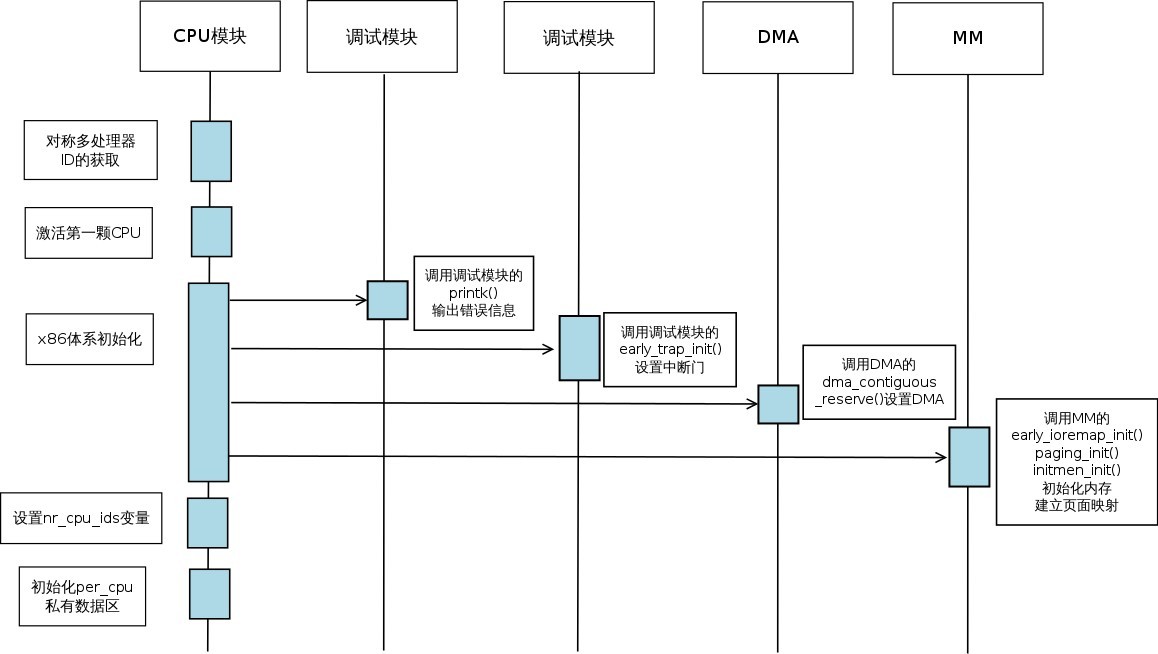 CPU模块
调试模块
调试模块
DMA
MM
对称多处理器
ID的获取
激活第一颗CPU
调用调试模块的
printk()
输出错误信息
x86体系初始化
调用调试模块的
early_trap_init()
设置中断门
调用DMA的
dma_contiguous
_reserve()设置DMA
调用MM的
early_ioremap_init()
paging_init()
initmen_init()
初始化内存
建立页面映射
设置nr_cpu_ids变量
初始化per_cpu
私有数据区